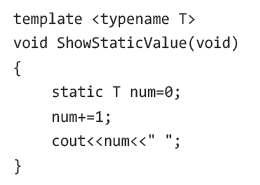 template <typename T>
void ShowStaticValue(void)
{
    static T num=0;
    num+=1;
    cout<<num<<" ";
}